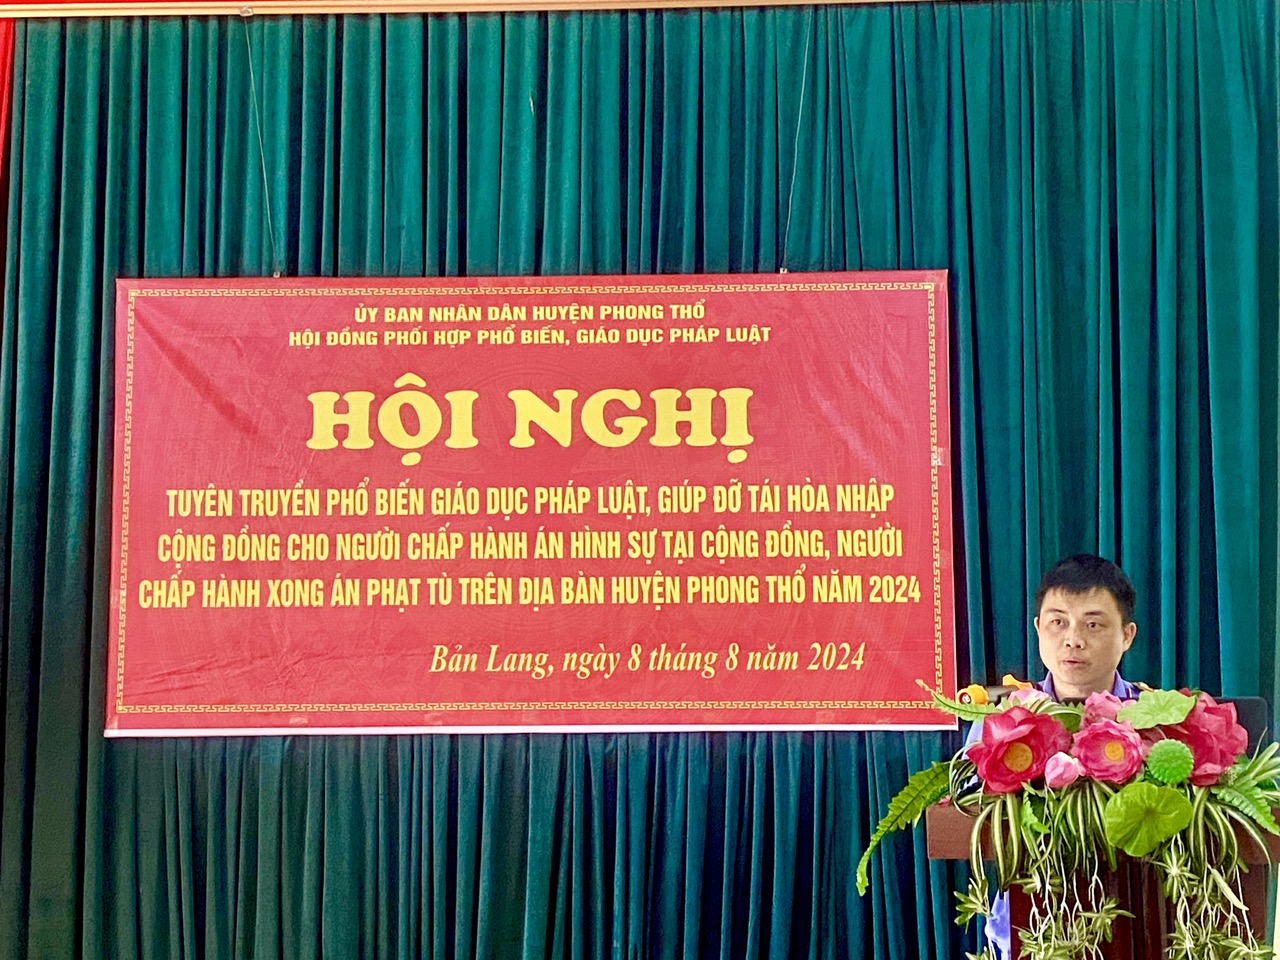 ỦY BAN NHÂN DÂN HUYỆN PHONG THỔ
HỘI ĐỒNG PHỐI HỢP PHỔ BIẾN, GIÁO DỤC PHÁP LUẬT
HỘI NGHỊ
TUYÊN TRUYỀN PHỔ BIẾN GIÁO DỤC PHÁP LUẬT, GIÚP ĐỠ TÁI HÒA NHẬP
CỘNG ĐỒNG CHO NGƯỜI CHẤP HÀNH ÁN HÌNH SỰ TẠI CỘNG ĐỒNG, NGƯỜI
CHẤP HÀNH XONG ÁN PHẠT TÙ TRÊN ĐỊA BÀN HUYỆN PHONG THỔ NĂM 2024
Bản Lang, ngày 8 tháng 8 năm 2024